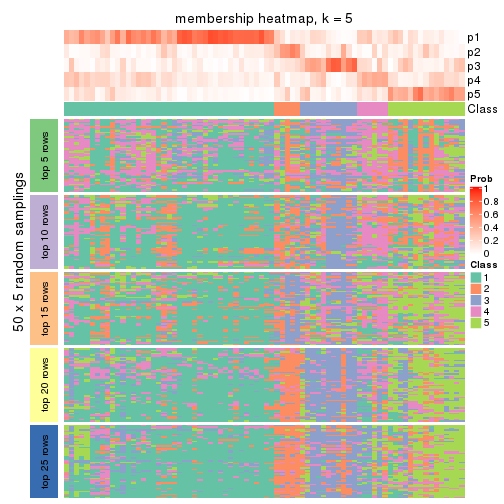 membership heatmap, k = 5
p1
p2
p3
p4
p5
Class
50 x 5 random samplings
top 5 rows
top 10 rows
top 15 rows
top 20 rows
top 25 rows
Prob
1
0.8
0.6
0.4
0.2
0
Class
1
2
3
4
5